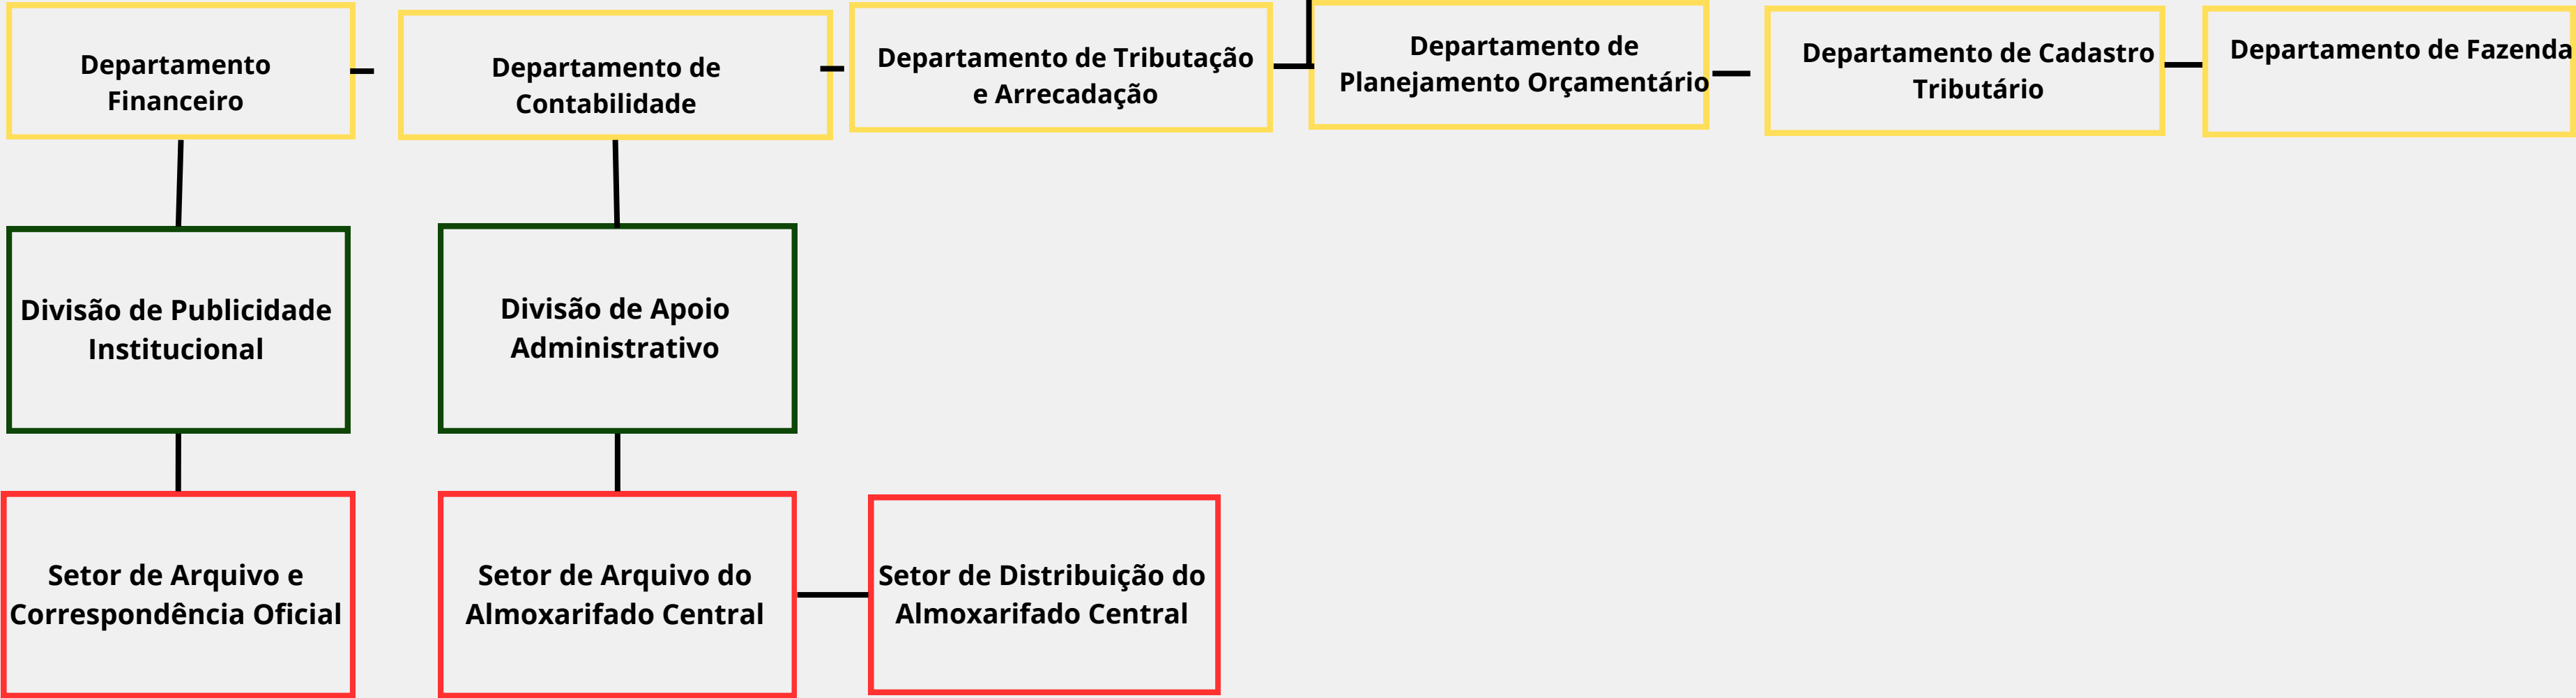 Departamento
Financeiro
Departamento de
Contabilidade
Departamento de Tributação
e Arrecadação
Departamento de
Planejamento Orçamentário
Departamento de Cadastro
Tributário
Departamento de Fazenda
Divisão de Publicidade
Institucional
Divisão de Apoio
Administrativo
Setor de Arquivo e
Correspondência Oficial
Setor de Arquivo do
Almoxarifado Central
Setor de Distribuição do
Almoxarifado Central